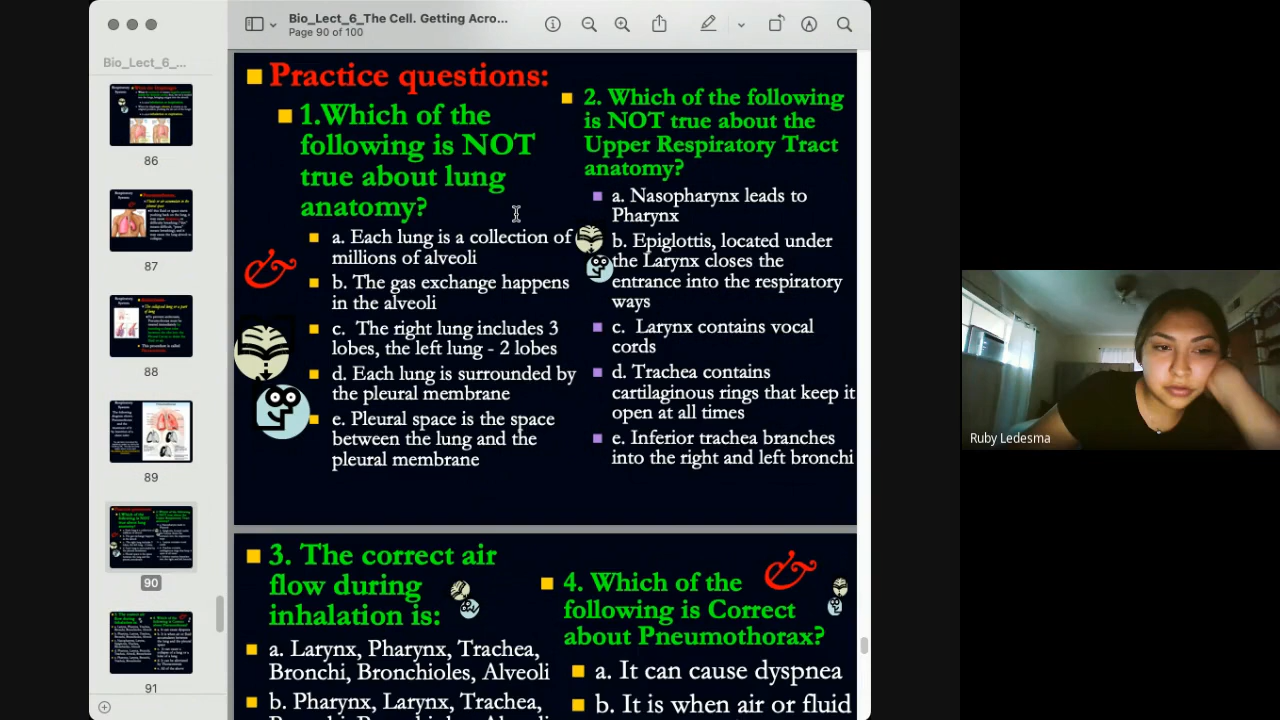 Bio_Lect_6_The Cell. Getting Acro...
Page 90 of 100
Bio_Lect_6_...
86
87
88
89
90
91
Practice questions:
1.Which of the
following is NOT
true about lung
anatomy?
a. Each lung is a collection of
millions of alveoli
b. The gas exchange happens
in the alveoli
c. The right lung incudes 3
lobes, the left lung - 2 lobes
d. Each lung is surrounded by
the pleural membrane
e. Pleural space is the space
between the lung and the
pleural membrane
2. Which of the following
is NOT true about the
Upper Respiratory Tract
anatomy?
a. Nasopharynx leads to
Pharynx
b. Epiglottis, located under
the Larynx closes the
entrance into the respiratory
ways
c. Larynx contains vocal
cords
d. Trachea contains
cartilaginous rings that keep it
open at all times
e. Inferior trachea branches
into the right and left bronchi
3. The correct air
flow during
inhalation is:
a. Larynx, Pharynx, Trachea,
Bronchi, Bronchioles, Alveoli
b. Pharynx, Larynx, Trachea,
4. Which of the
following is Correct
about Pneumothorax?
a. It can cause dyspnea
b. It is when air or fluid
Ruby Ledesma